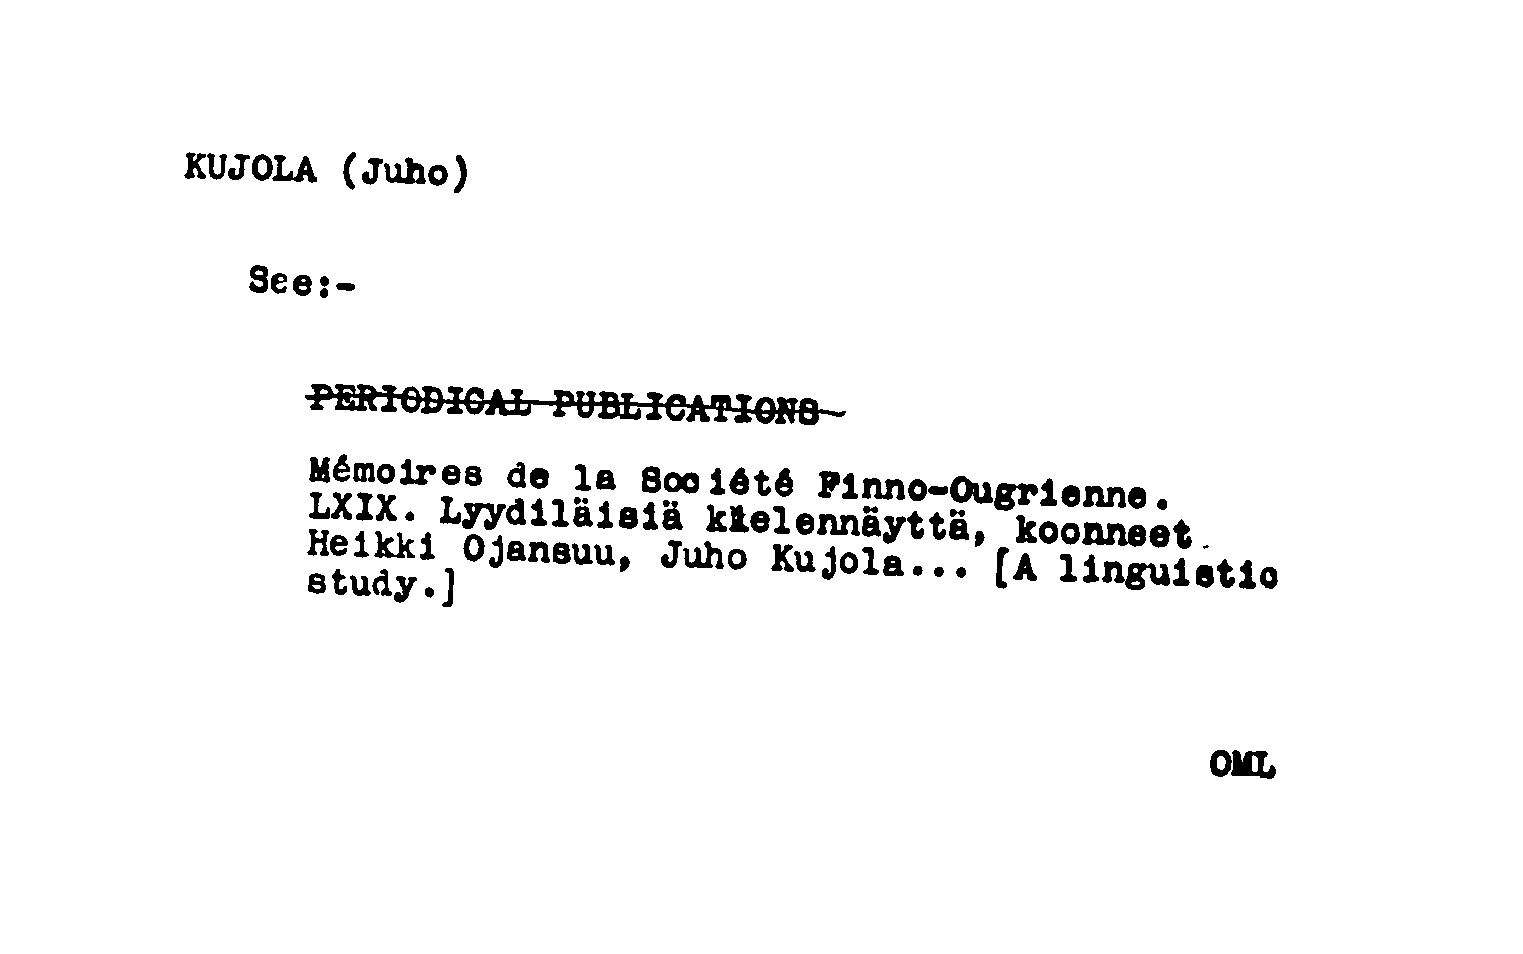 KUJOLA (Juho)
See:-
PERIODICAL PUBLICATIONS
Mémoires de la Société Finno-Ougrienne.
LXIX. Lyydiläisiä kielennäyttä, koonneet
Heikki Ojansuu, Juho Kujola... [A linguistic
study.]
OML